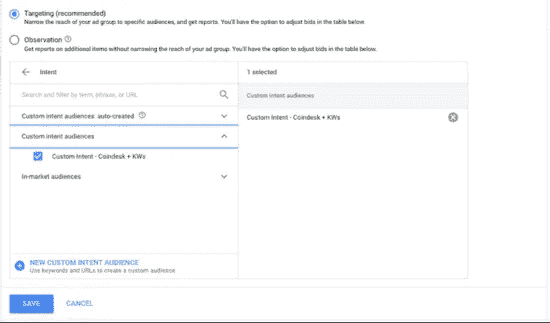 Targeting (recommended)
Narrow the reach of your ad group to specific audiences, and get reports. You'll have the option to adjust bids in the table below.
Observation
Get reports on additional items without narrowing the reach of your ad group. You'll have the option to adjust bids in the table below.
Intent
1 selected
Search and filter by term, phrase, or URL
Custom intent audiences
Custom intent audiences: auto-created
Custom Intent - Coindesk + KWs
Custom intent audiences
Custom Intent - Coindesk + KWs
In-market audiences
NEW CUSTOM INTENT AUDIENCE
Use keywords and URLs to create a custom audience
SAVE
CANCEL